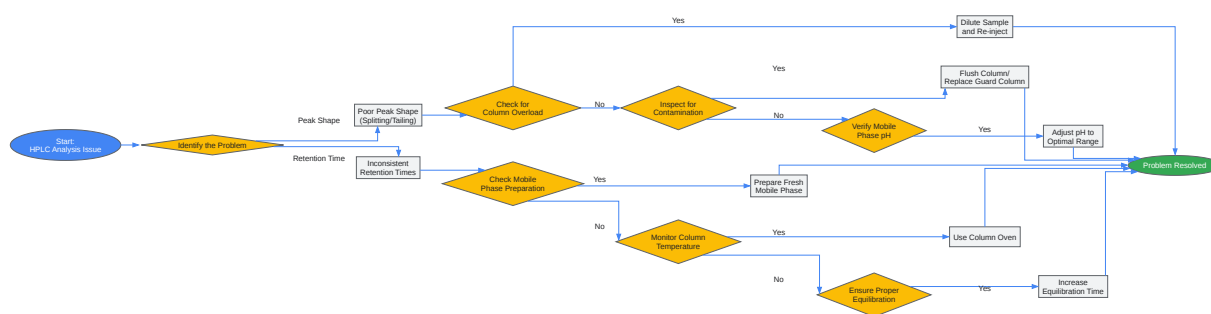 Yes
Dilute Sample
and Re-inject
Yes
Flush Column/
Replace Guard Column
Peak Shape
Poor Peak Shape
(Splitting/Tailing)
Check for
Column Overload
No
Inspect for
Contamination
No
Verify Mobile
Phase pH
Yes
Adjust pH to
Optimal Range
Start:
HPLC Analysis Issue
Identify the Problem
Retention Time
Inconsistent
Retention Times
Problem Resolved
Check Mobile
Phase Preparation
Yes
Prepare Fresh
Mobile Phase
No
Monitor Column
Temperature
Yes
Use Column Oven
No
Ensure Proper
Equilibration
Yes
Increase
Equilibration Time